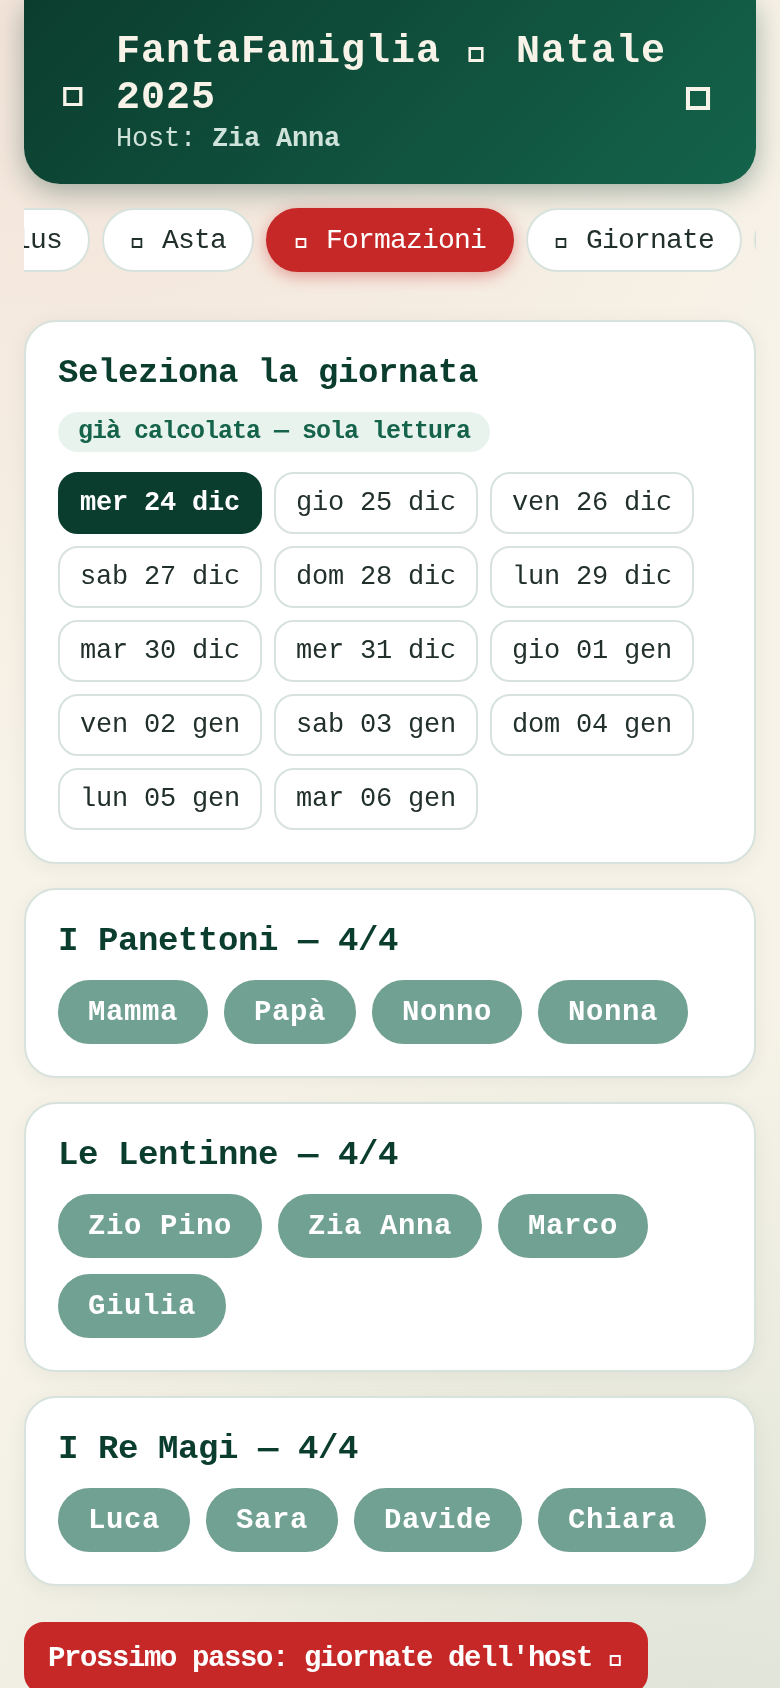 FantaFamiglia Natale
2025
Host: Zia Anna
lus
Asta
Formazioni
Giornate
Seleziona la giornata
già calcolata — sola lettura
mer 24 dic
gio 25 dic
ven 26 dic
sab 27 dic
dom 28 dic
lun 29 dic
mar 30 dic
mer 31 dic
gio 01 gen
ven 02 gen
sab 03 gen
dom 04 gen
lun 05 gen
mar 06 gen
I Panettoni — 4/4
Mamma
Papà
Nonno
Nonna
Le Lentinne — 4/4
Zio Pino
Zia Anna
Marco
Giulia
I Re Magi — 4/4
Luca
Sara
Davide
Chiara
Prossimo passo: giornate dell'host